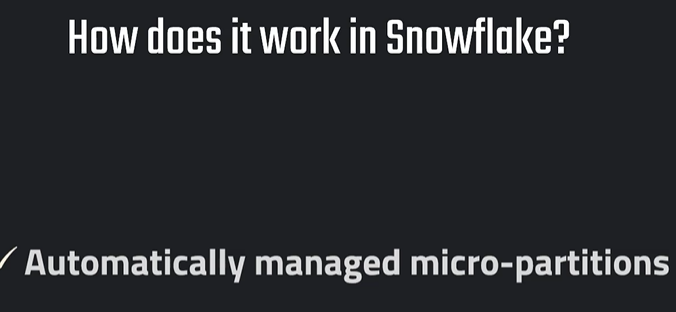 How does it work in Snowflake?
✓ Automatically managed micro-partitions